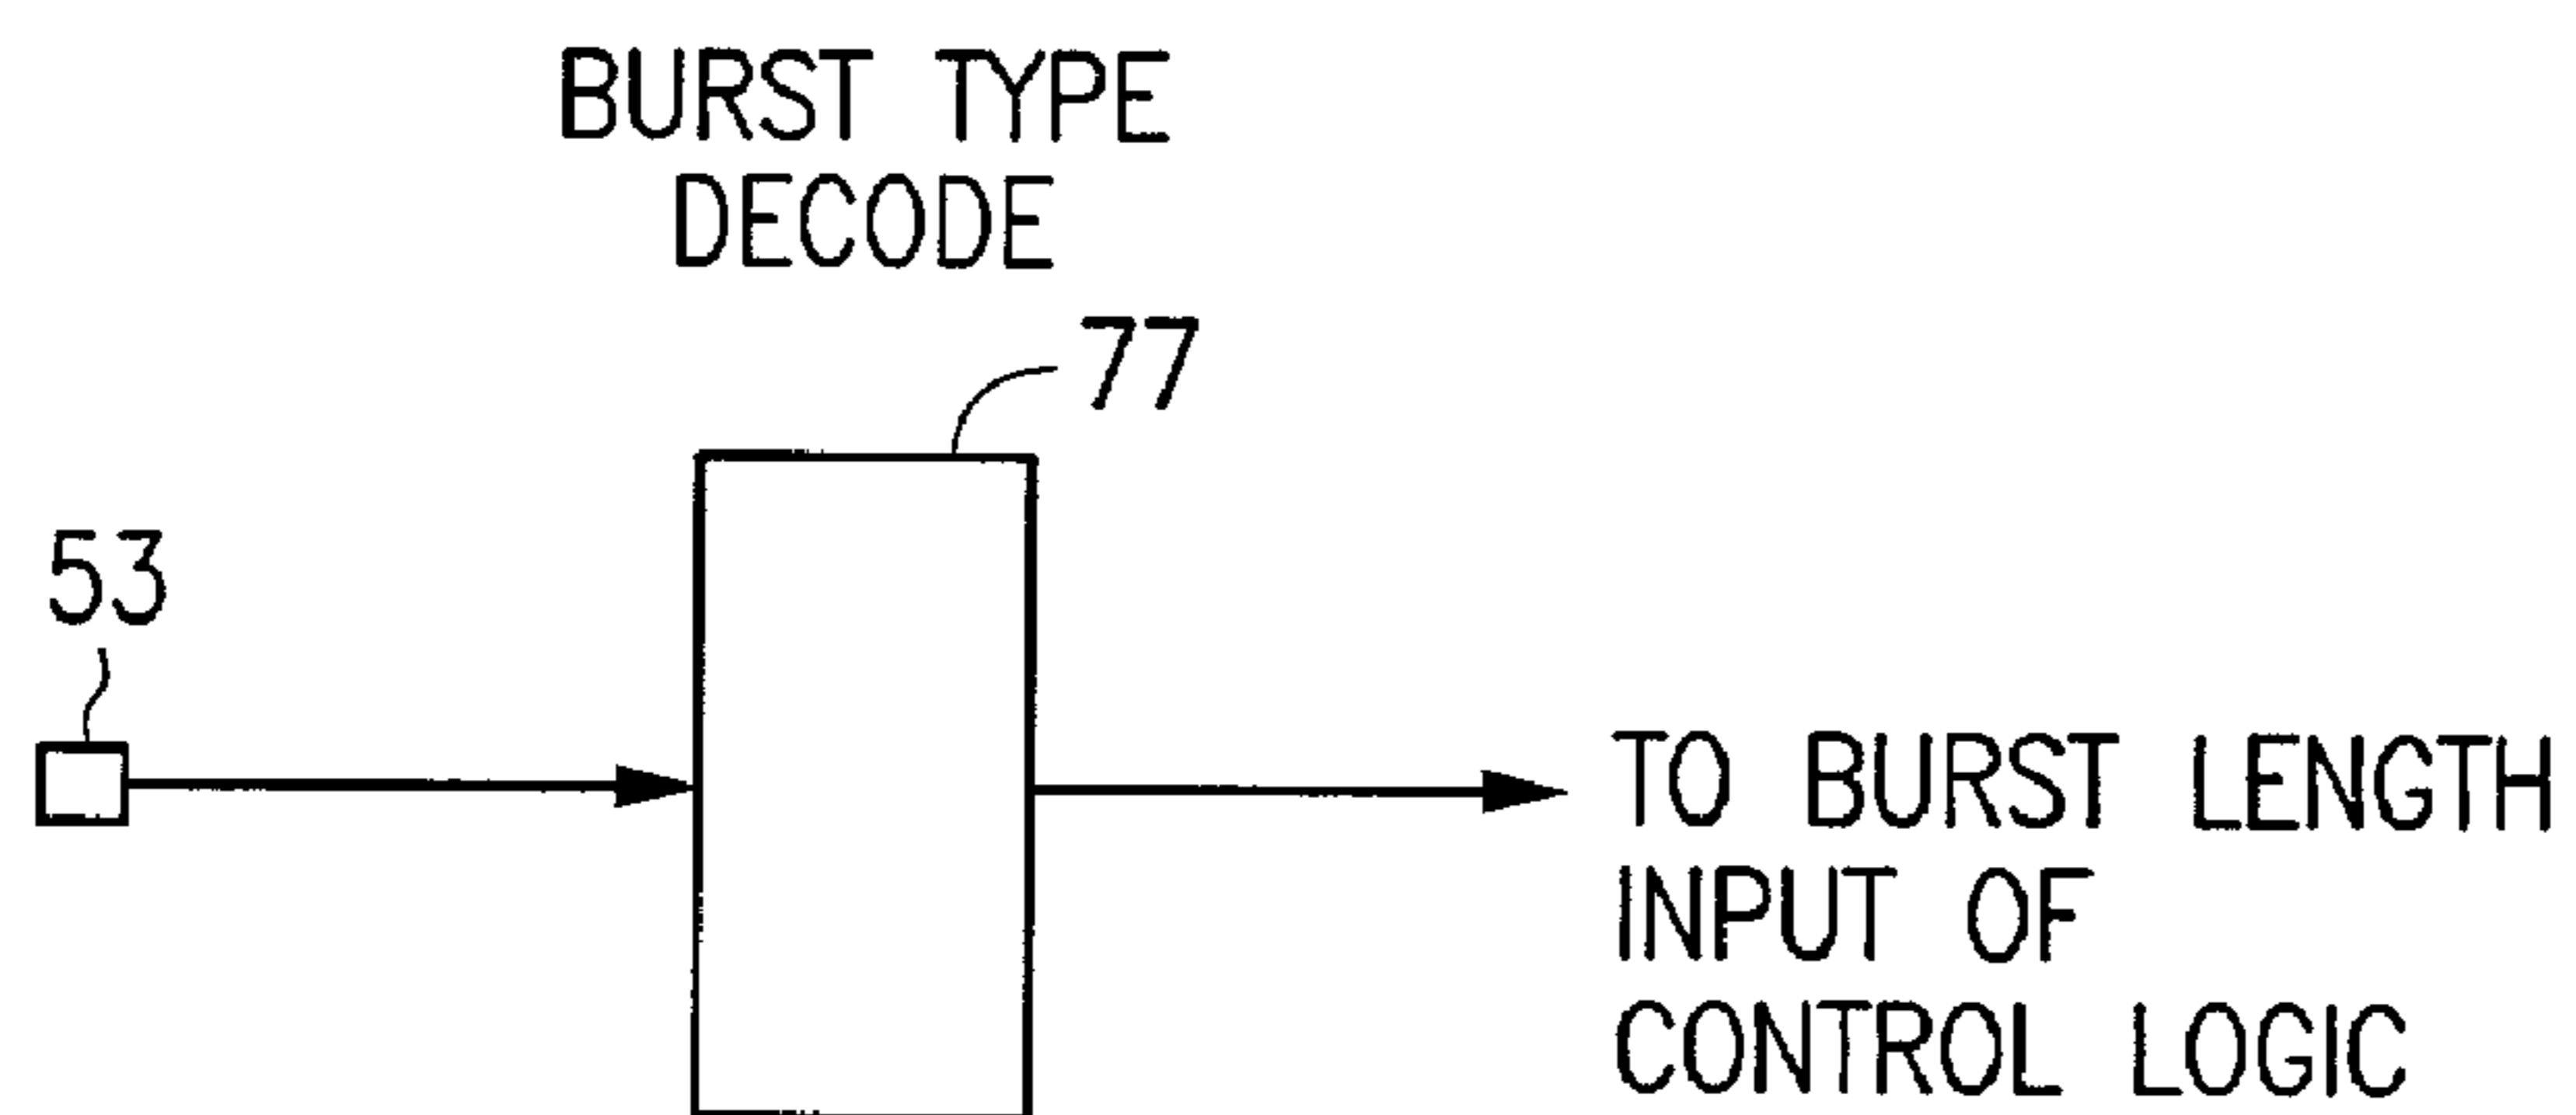 BURST TYPE
DECODE
77
53
TO BURST LENGTH
INPUT OF
CONTROL LOGIC